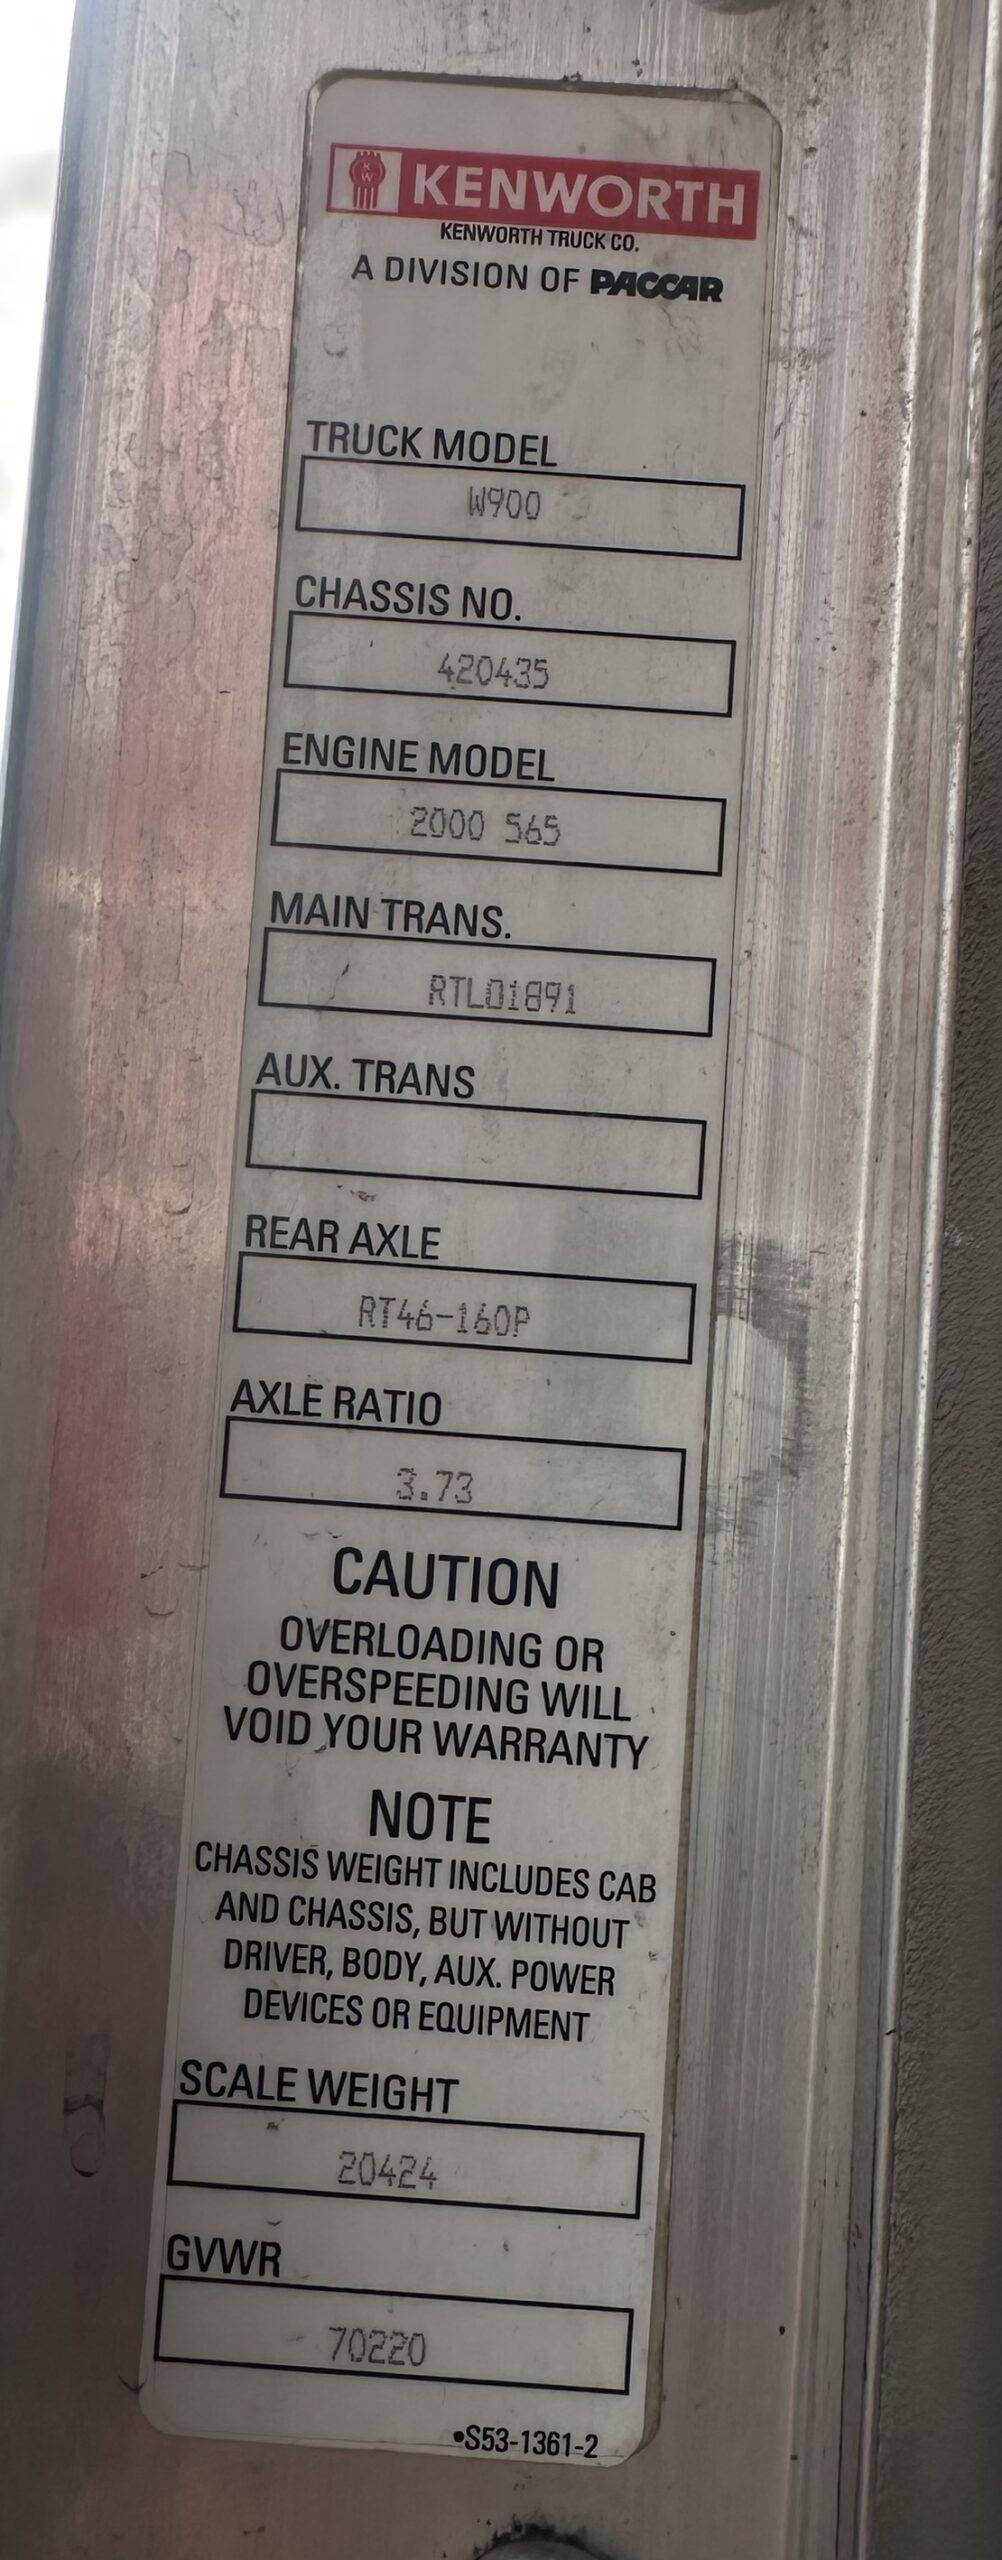 KW KENWORTH
KENWORTH TRUCK CO.
A DIVISION OF PACCAR
TRUCK MODEL
W900
CHASSIS NO.
420435
ENGINE MODEL
2000 565
MAIN TRANS.
RTLO1891
AUX. TRANS
REAR AXLE
RT46-160P
AXLE RATIO
3.73
CAUTION
OVERLOADING OR
OVERSPEEDING WILL
VOID YOUR WARRANTY
NOTE
CHASSIS WEIGHT INCLUDES CAB
AND CHASSIS, BUT WITHOUT
DRIVER, BODY, AUX. POWER
DEVICES OR EQUIPMENT
SCALE WEIGHT
20424
GVWR
70220
•S53-1361-2